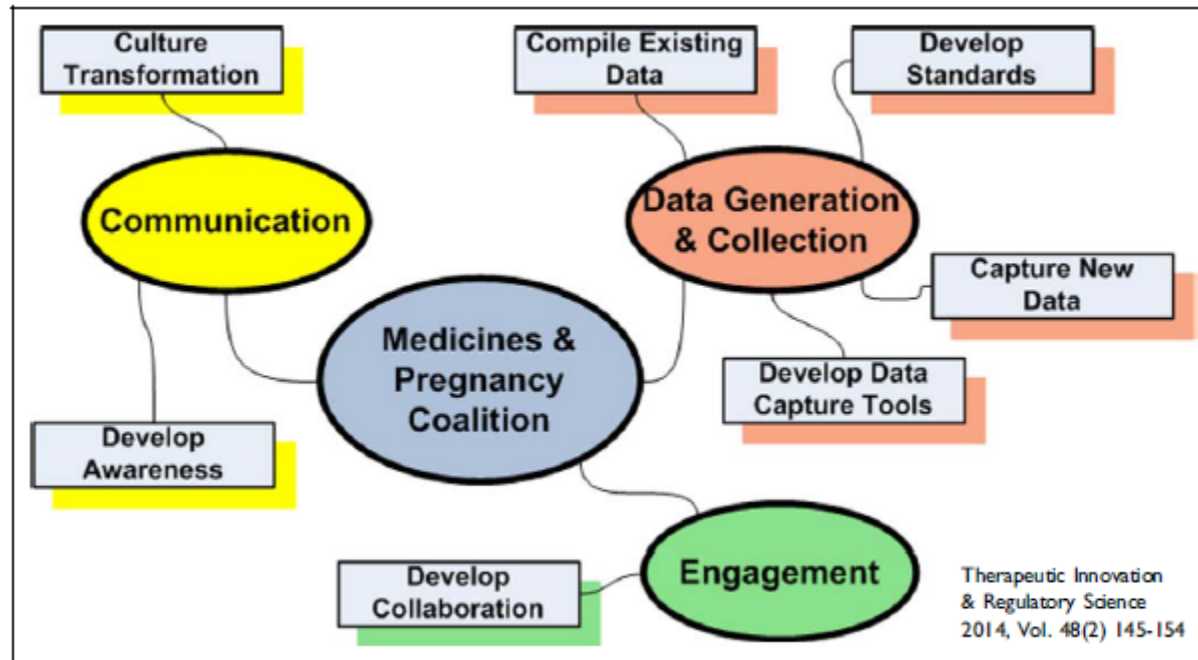 Culture
Transformation
Compile Existing
Data
Develop
Standards
Communication
Data Generation
& Collection
Capture New
Data
Medicines &
Pregnancy
Coalition
Develop Data
Capture Tools
Develop
Awareness
Engagement
Develop
Collaboration
Therapeutic Innovation
& Regulatory Science
2014, Vol. 48(2) 145-154